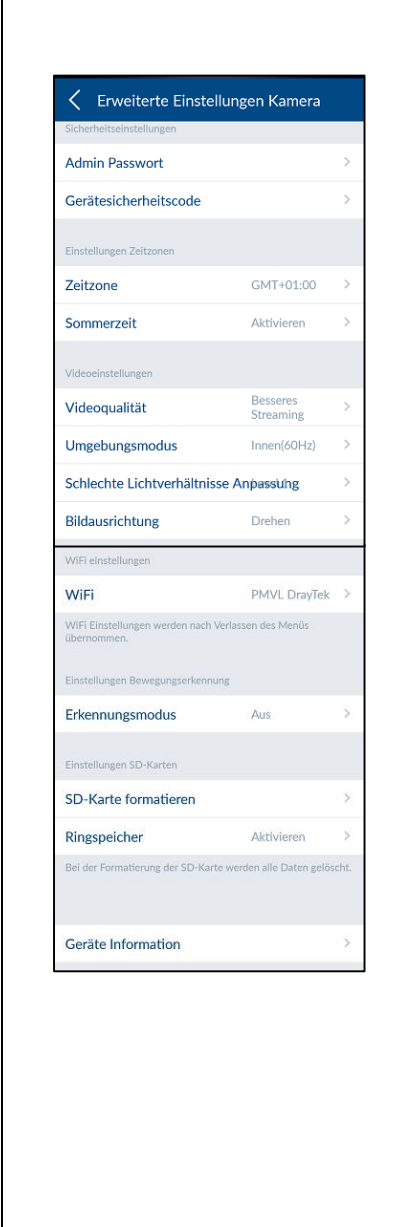 Erweiterte Einstellungen Kamera
Sicherheitseinstellungen
Admin Passwort
Gerätesicherheitscode
Einstellungen Zeitzonen
Zeitzone GMT+01:00
Sommerzeit Aktivieren
Videoeinstellungen
Videoqualität Besseres
Streaming
Umgebungsmodus Innen(60Hz)
Schlechte Lichtverhältnisse Anpassung
Bildausrichtung Drehen
WiFi einstellungen
WiFi PMVL DrayTek
WiFi Einstellungen werden nach Verlassen des Menüs
übernommen.
Einstellungen Bewegungserkennung
Erkennungsmodus Aus
Einstellungen SD-Karten
SD-Karte formatieren
Ringspeicher Aktivieren
Bei der Formatierung der SD-Karte werden alle Daten gelöscht.
Geräte Information